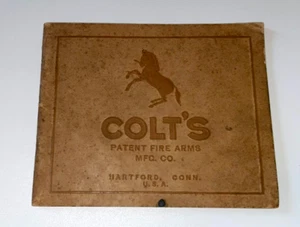 COLT'S
PATENT FIRE ARMS
MFG. CO.
HARTFORD, CONN.
U. S. A.